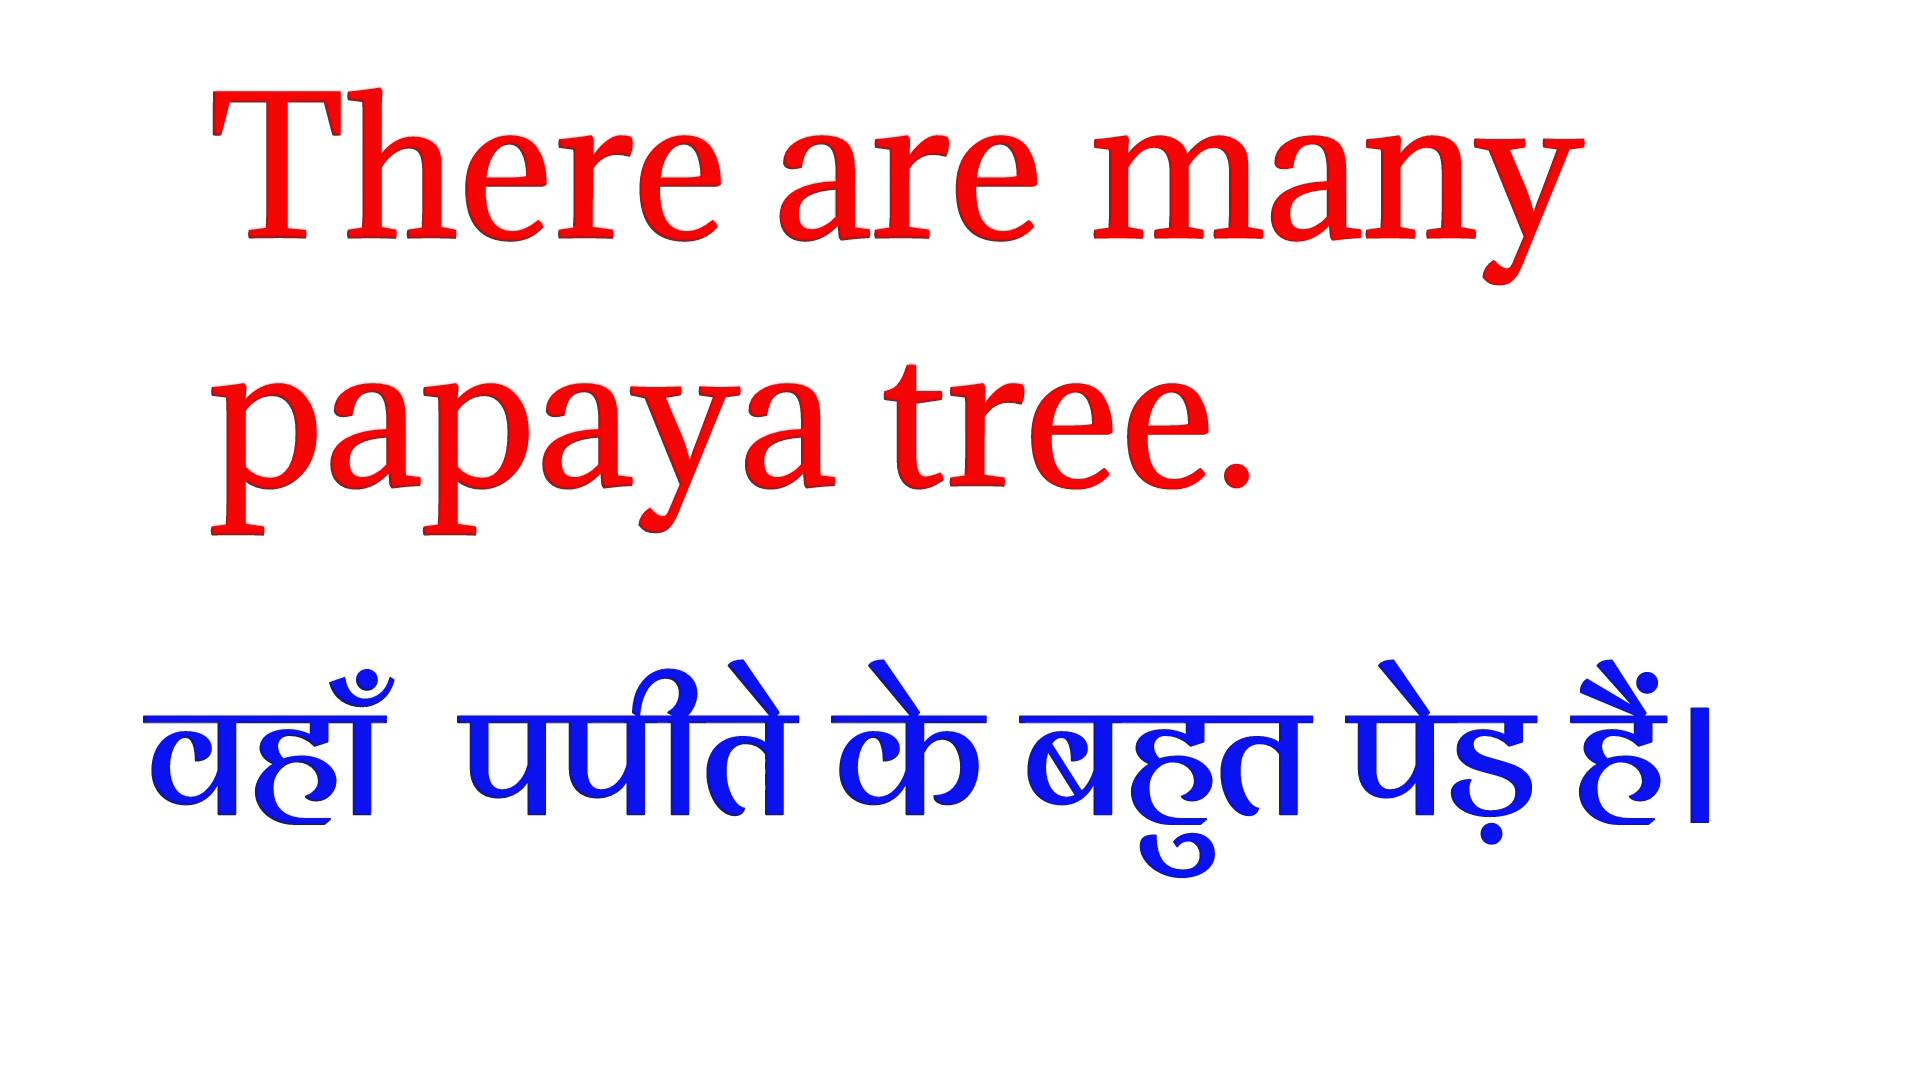 There are many
papaya tree.
वहाँ पपीते के बहुत पेड़ हैं।